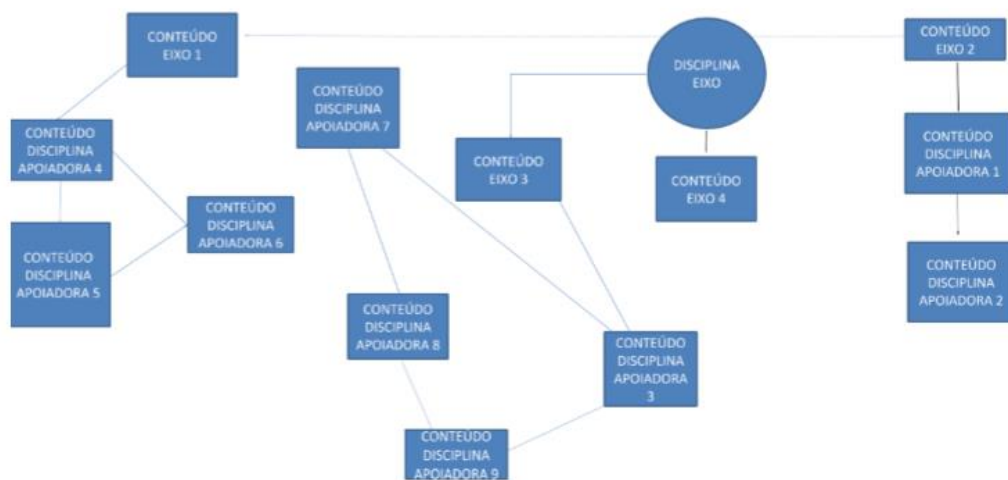 CONTEÚDO
EIXO 1
CONTEÚDO
EIXO 2
DISCIPLINA
EIXO
CONTEÚDO
DISCIPLINA
APOIADORA 7
CONTEÚDO
DISCIPLINA
APOIADORA 4
CONTEÚDO
EIXO 3
CONTEÚDO
EIXO 4
CONTEÚDO
DISCIPLINA
APOIADORA 1
CONTEÚDO
DISCIPLINA
APOIADORA 6
CONTEÚDO
DISCIPLINA
APOIADORA 5
CONTEÚDO
DISCIPLINA
APOIADORA 2
CONTEÚDO
DISCIPLINA
APOIADORA 8
CONTEÚDO
DISCIPLINA
APOIADORA
3
CONTEÚDO
DISCIPLINA
APOIADORA 9